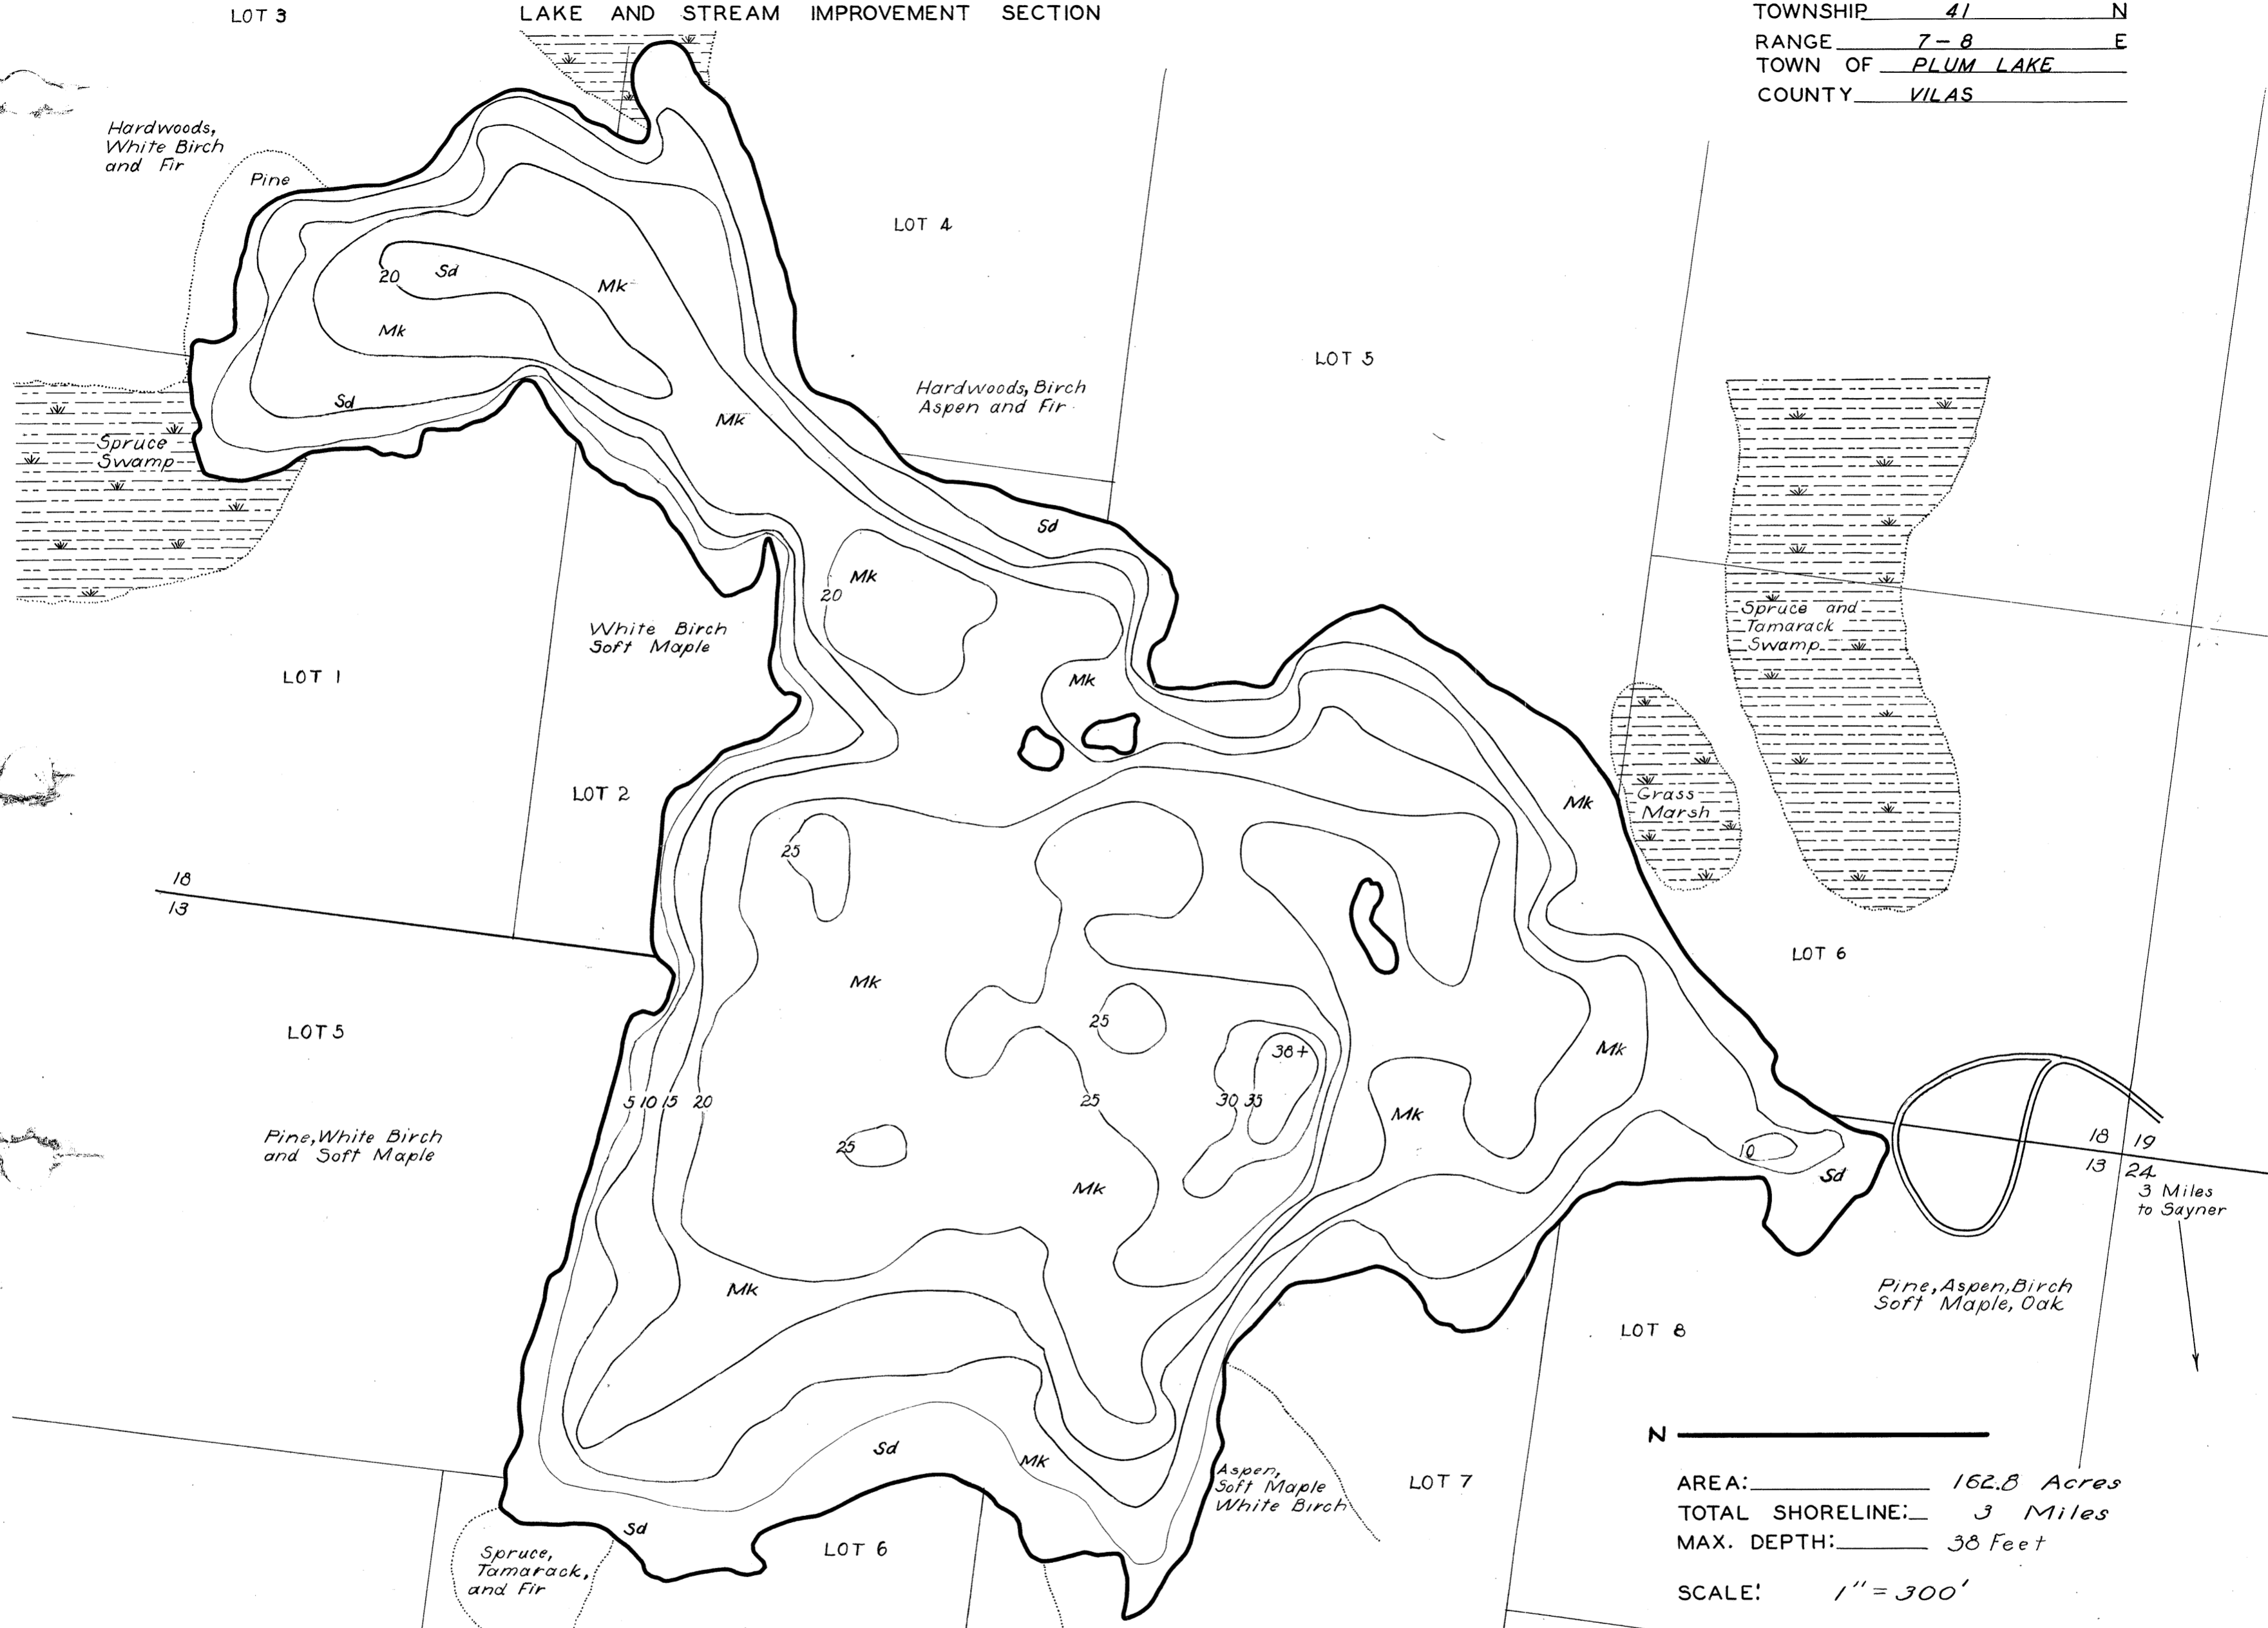 LOT 3
LAKE AND STREAM IMPROVEMENT SECTION
TOWNSHIP 41 N
RANGE 7-8 E
TOWN OF PLUM LAKE
COUNTY VILAS
Hardwoods,
White Birch
and Fir
Pine
LOT 4
20
Sd
Mk
Mk
LOT 5
Hardwoods, Birch
Aspen and Fir
Sd
Mk
Spruce
Swamp
Sd
Mk
20
White Birch
Soft Maple
Spruce and
Tamarack
Swamp
LOT 1
Mk
LOT 2
Mk
Grass
Marsh
25
18
13
LOT 6
Mk
LOT 5
25
38+
Mk
5 10 15 20
25
30 35
Mk
Pine, White Birch
and Soft Maple
25
10
18 19
13 24
Mk
Sd
3 Miles
to Sayner
Mk
Pine, Aspen, Birch
Soft Maple, Oak
LOT 8
N
Sd
Mk
Aspen,
Soft Maple
White Birch
LOT 7
AREA: 162.8 Acres
TOTAL SHORELINE: 3 Miles
MAX. DEPTH: 38 Feet
SCALE: 1" = 300'
Sd
LOT 6
Spruce,
Tamarack,
and Fir